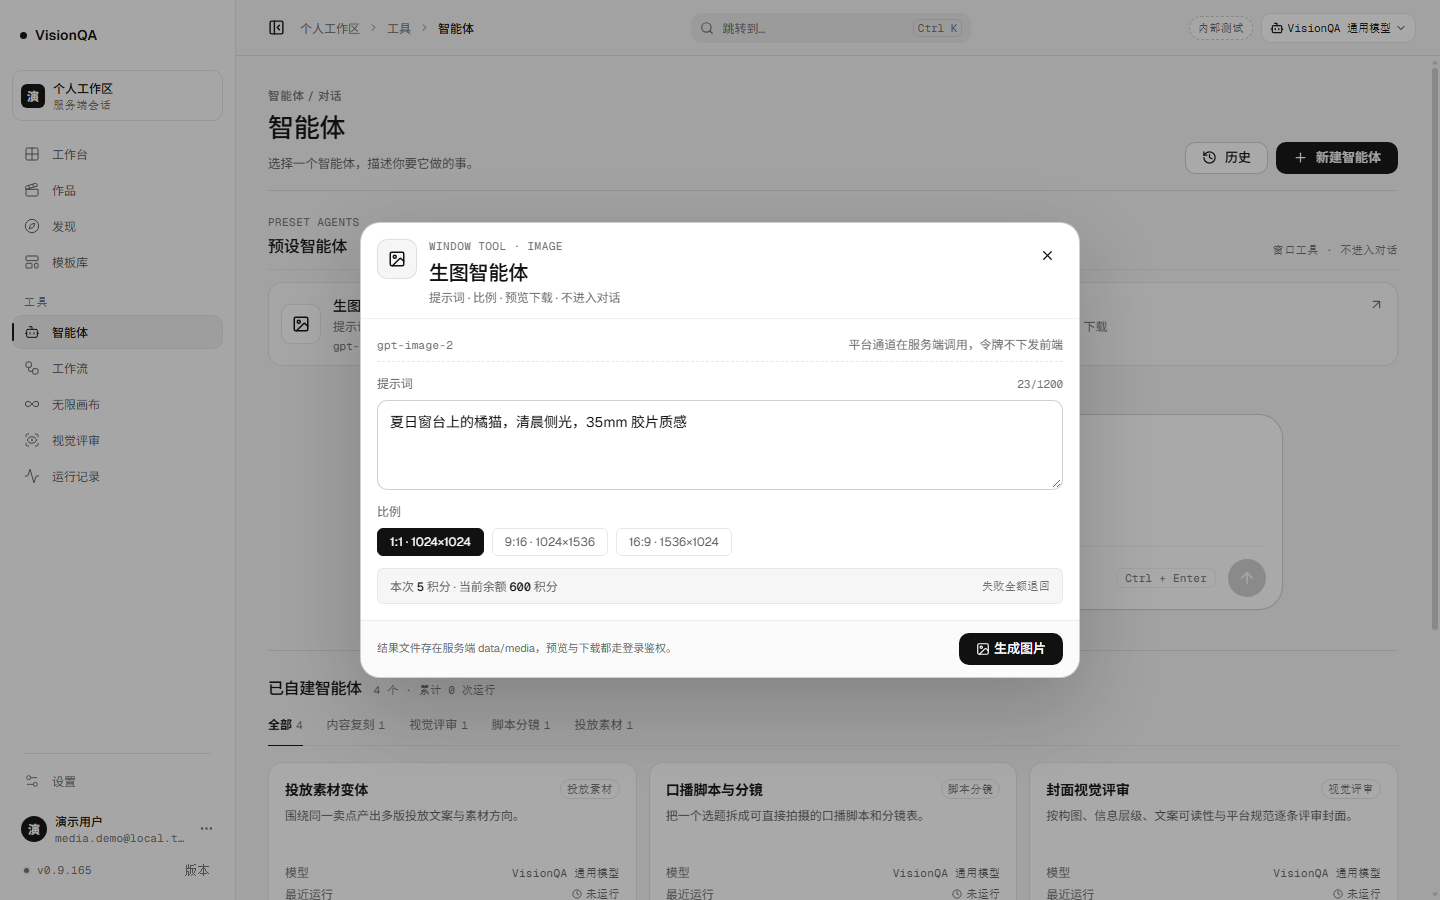 VisionQA
演
个人工作区
服务端会话
工作台
作品
发现
模板库
工具
智能体
工作流
无限画布
视觉评审
运行记录
设置
演
演示用户
media.demo@local.t…
v0.9.165
版本
个人工作区 > 工具 > 智能体
跳转到...
Ctrl K
内部测试
VisionQA 通用模型
智能体 / 对话
智能体
选择一个智能体，描述你要它做的事。
历史
新建智能体
PRESET AGENTS
预设智能体
窗口工具 · 不进入对话
生图
提示
下载
gpt-
WINDOW TOOL · IMAGE
生图智能体
提示词 · 比例 · 预览下载 · 不进入对话
gpt-image-2
平台通道在服务端调用，令牌不下发前端
提示词
23/1200
夏日窗台上的橘猫，清晨侧光，35mm 胶片质感
比例
1:1 · 1024×1024
9:16 · 1024×1536
16:9 · 1536×1024
本次 5 积分 · 当前余额 600 积分
失败全额退回
结果文件存在服务端 data/media，预览与下载都走登录鉴权。
生成图片
Ctrl + Enter
已自建智能体
4 个 · 累计 0 次运行
全部 4
内容复刻 1
视觉评审 1
脚本分镜 1
投放素材 1
投放素材变体
投放素材
围绕同一卖点产出多版投放文案与素材方向。
模型
VisionQA 通用模型
最近运行
未运行
口播脚本与分镜
脚本分镜
把一个选题拆成可直接拍摄的口播脚本和分镜表。
模型
VisionQA 通用模型
最近运行
未运行
封面视觉评审
视觉评审
按构图、信息层级、文案可读性与平台规范逐条评审封面。
模型
VisionQA 通用模型
最近运行
未运行